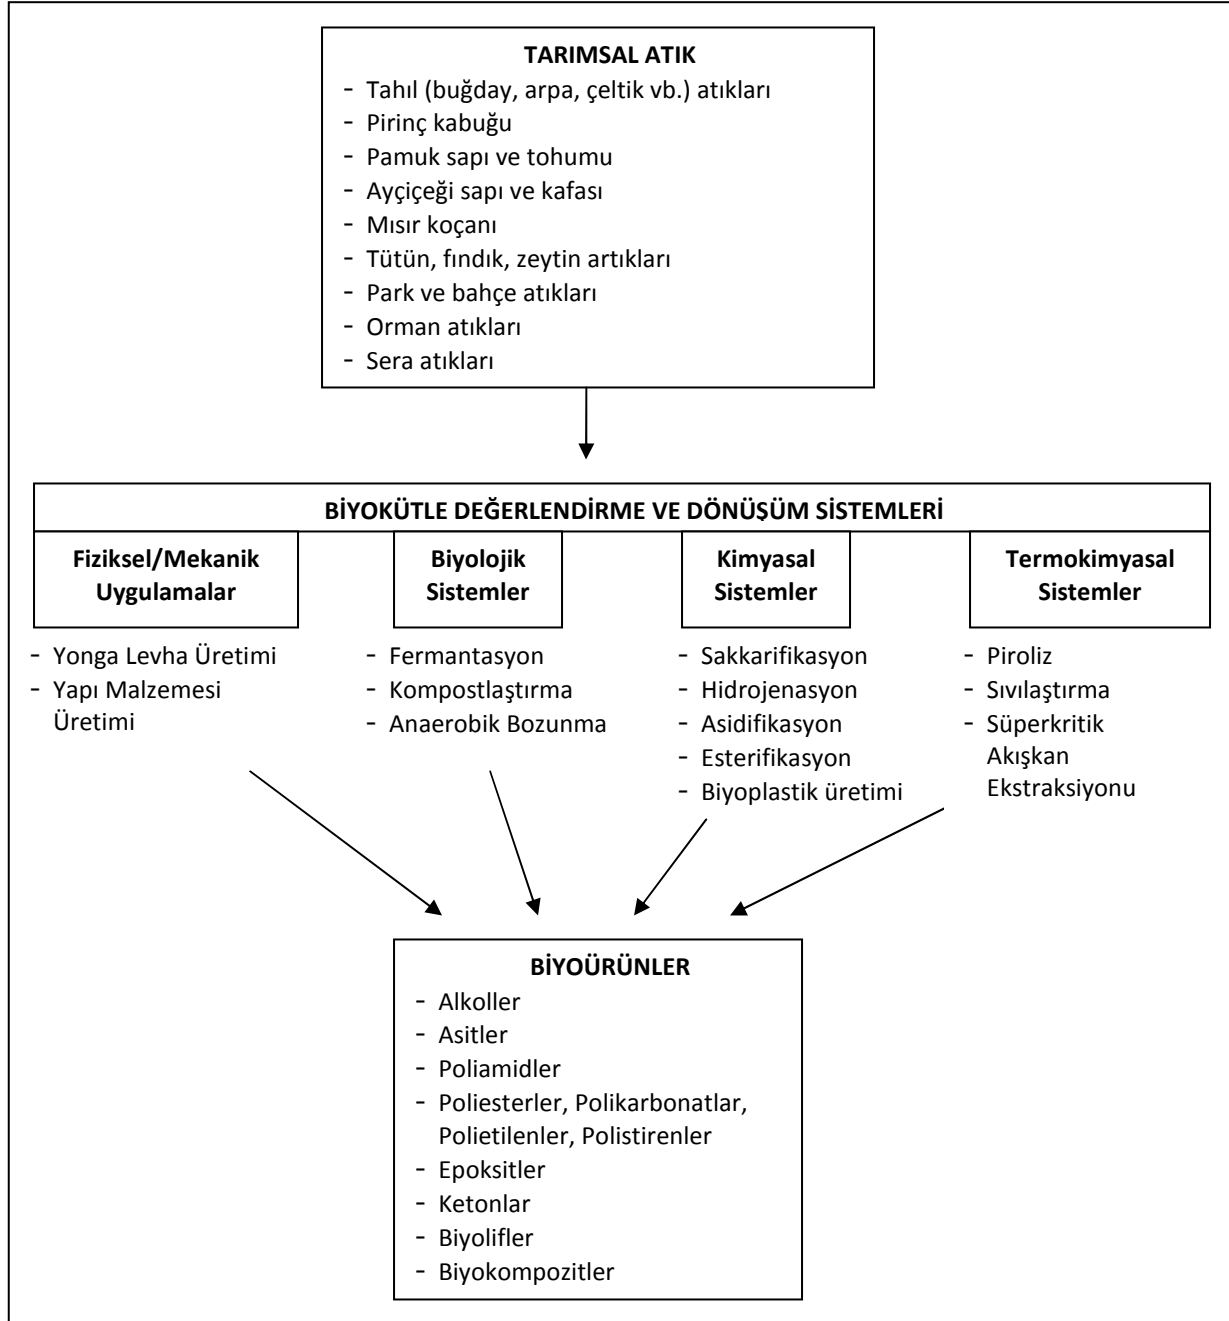 TARIMSAL ATIK
- Tahıl (buğday, arpa, çeltik vb.) atıkları
- Pirinç kabuğu
- Pamuk sapı ve tohumu
- Ayçiçeği sapı ve kafası
- Mısır koçanı
- Tütün, fındık, zeytin artıkları
- Park ve bahçe atıkları
- Orman atıkları
- Sera atıkları
BİYOKÜTLE DEĞERLENDİRME VE DÖNÜŞÜM SİSTEMLERİ
Fiziksel/Mekanik
Uygulamalar
- Yonga Levha Üretimi
- Yapı Malzemesi
Üretimi
Biyolojik
Sistemler
- Fermantasyon
- Kompostlaştırma
- Anaerobik Bozunma
Kimyasal
Sistemler
- Sakkarifikasyon
- Hidrojenasyon
- Asidifikasyon
- Esterifikasyon
- Biyoplastik üretimi
Termokimyasal
Sistemler
- Piroliz
- Sıvılaştırma
- Süperkritik
Akışkan
Ekstraksiyonu
BİYOÜRÜNLER
- Alkoller
- Asitler
- Poliamidler
- Poliesterler, Polikarbonatlar,
Polietilenler, Polistirenler
- Epoksitler
- Ketonlar
- Biyolifler
- Biyokompozitler